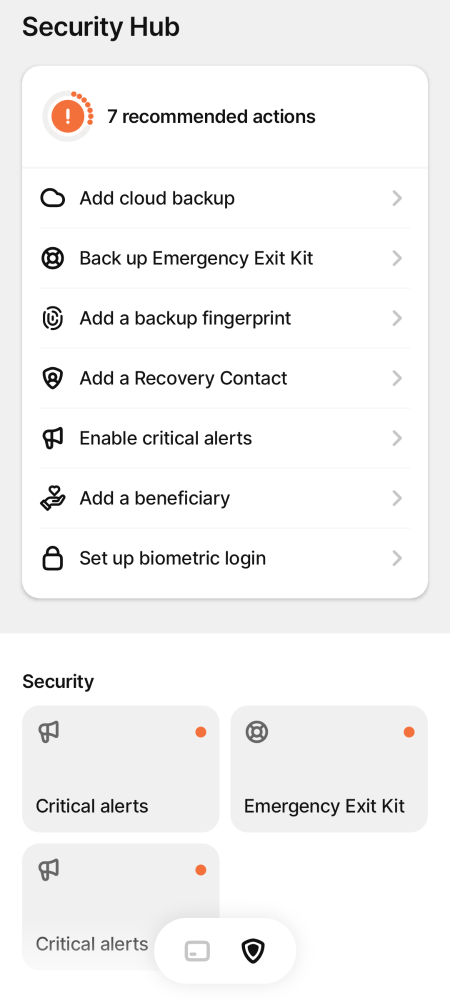 Security Hub
7 recommended actions
Add cloud backup
Back up Emergency Exit Kit
Add a backup fingerprint
Add a Recovery Contact
Enable critical alerts
Add a beneficiary
Set up biometric login
Security
Critical alerts
Emergency Exit Kit
Critical alerts